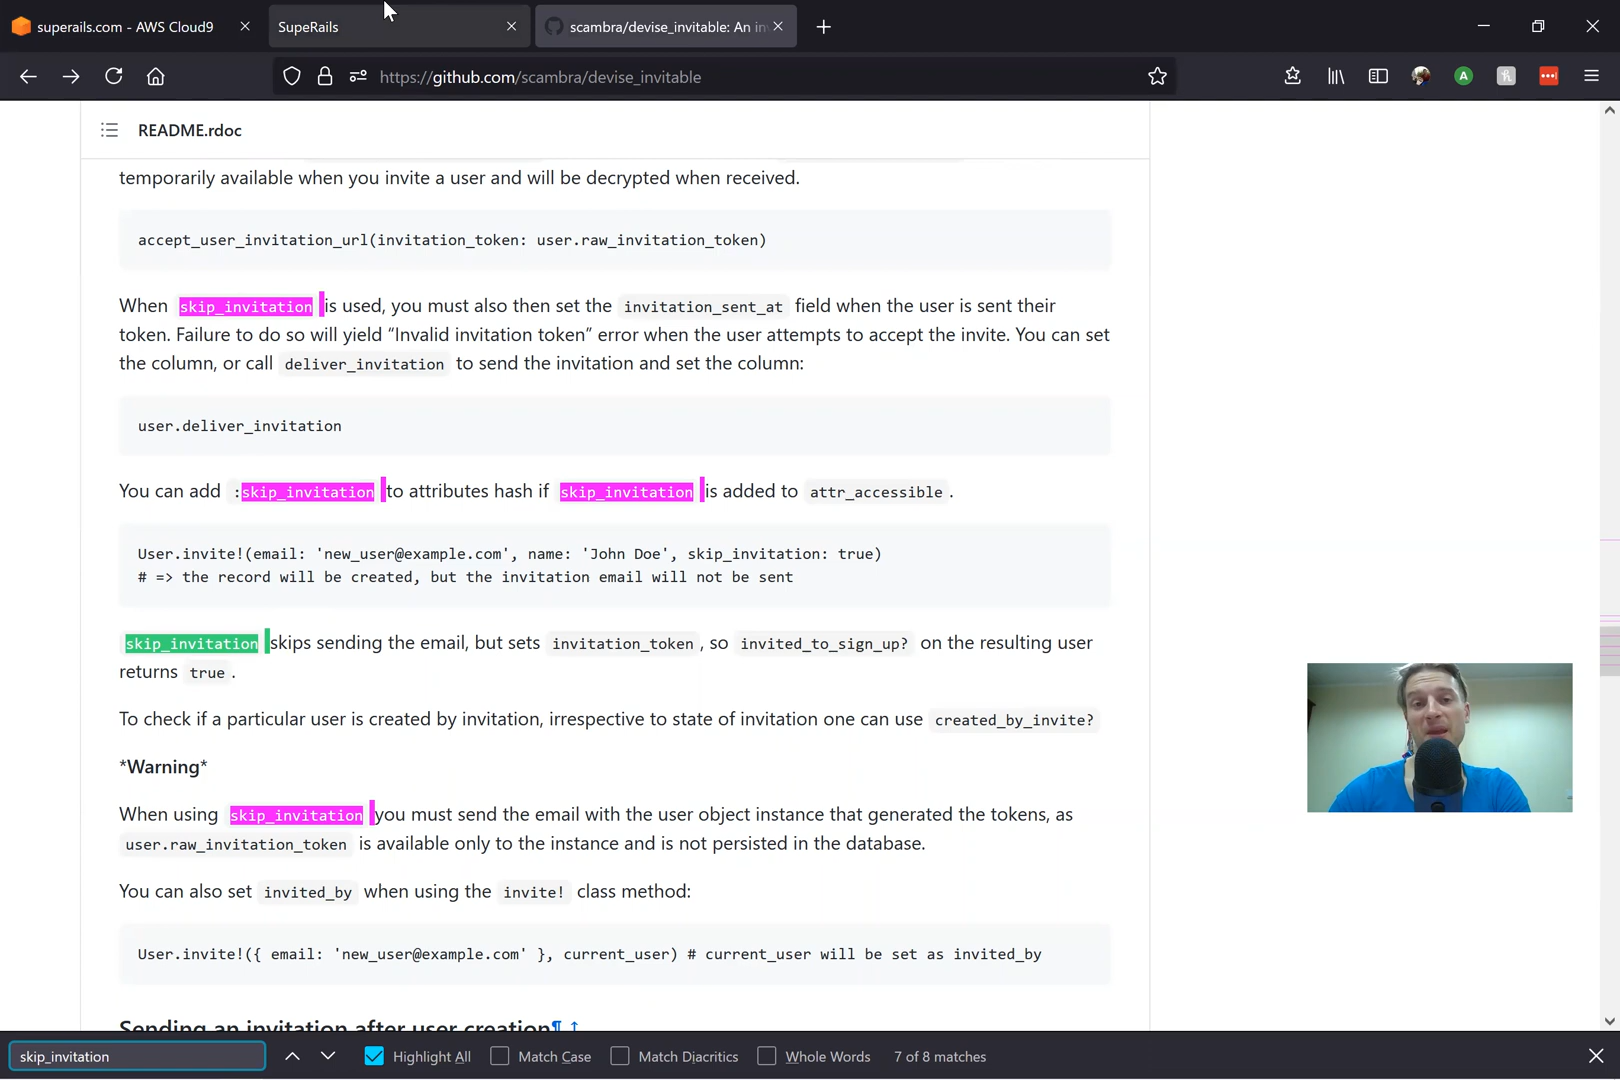 superails.com - AWS Cloud9
SupeRails
scambra/devise_invitable: An in
https://github.com/scambra/devise_invitable
README.rdoc
temporarily available when you invite a user and will be decrypted when received.
accept_user_invitation_url(invitation_token: user.raw_invitation_token)
When skip_invitation is used, you must also then set the invitation_sent_at field when the user is sent their
token. Failure to do so will yield “Invalid invitation token” error when the user attempts to accept the invite. You can set
the column, or call deliver_invitation to send the invitation and set the column:
user.deliver_invitation
You can add :skip_invitation to attributes hash if skip_invitation is added to attr_accessible .
User.invite!(email: 'new_user@example.com', name: 'John Doe', skip_invitation: true)
# => the record will be created, but the invitation email will not be sent
skip_invitation skips sending the email, but sets invitation_token , so invited_to_sign_up? on the resulting user
returns true .
To check if a particular user is created by invitation, irrespective to state of invitation one can use created_by_invite?
*Warning*
When using skip_invitation you must send the email with the user object instance that generated the tokens, as
user.raw_invitation_token is available only to the instance and is not persisted in the database.
You can also set invited_by when using the invite! class method:
User.invite!({ email: 'new_user@example.com' }, current_user) # current_user will be set as invited_by
Sending an invitation after user creation¶ ↑
skip_invitation
Highlight All
Match Case
Match Diacritics
Whole Words
7 of 8 matches